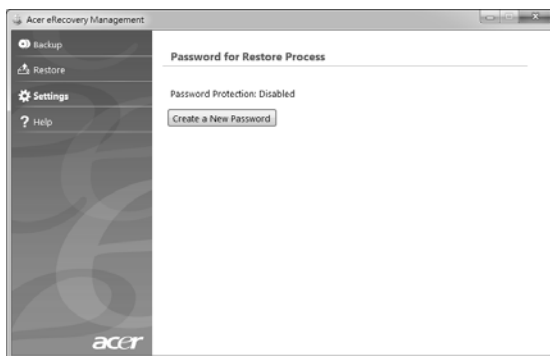 Acer eRecovery Management
Backup
Restore
Settings
Help
Password for Restore Process
Password Protection: Disabled
Create a New Password
acer